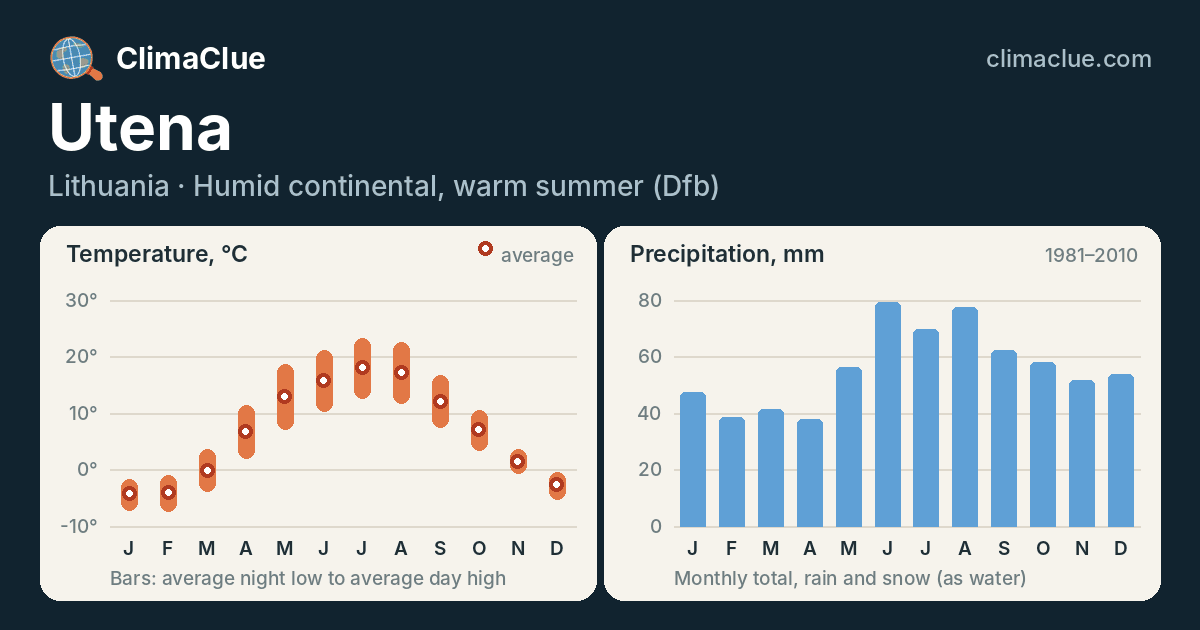 ClimaClue
climaclue.com
Utena
Lithuania · Humid continental, warm summer (Dfb)
Temperature, °C
average
30°
20°
10°
0°
-10°
J F M A M J J A S O N D
Bars: average night low to average day high
Precipitation, mm
1981–2010
80
60
40
20
0
J F M A M J J A S O N D
Monthly total, rain and snow (as water)